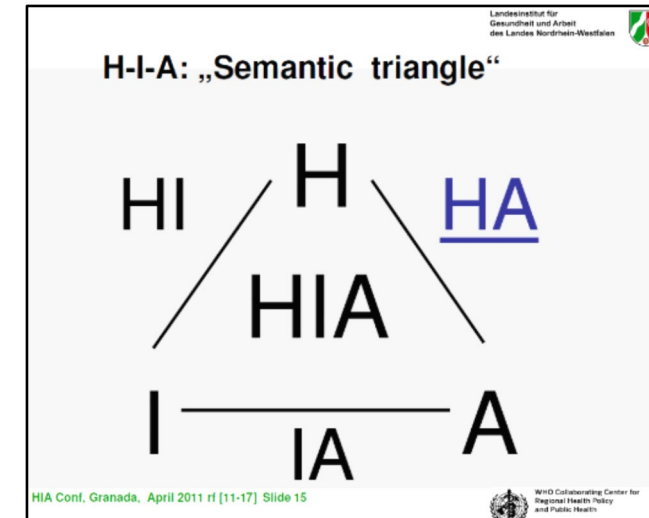 Landesinstitut für
Gesundheit und Arbeit
des Landes Nordrhein-Westfalen
H-I-A: „Semantic triangle“
H
HI
HA
HIA
I
A
IA
HIA Conf, Granada, April 2011 rf [11-17] Slide 15
WHO Collaborating Center for
Regional Health Policy
and Public Health